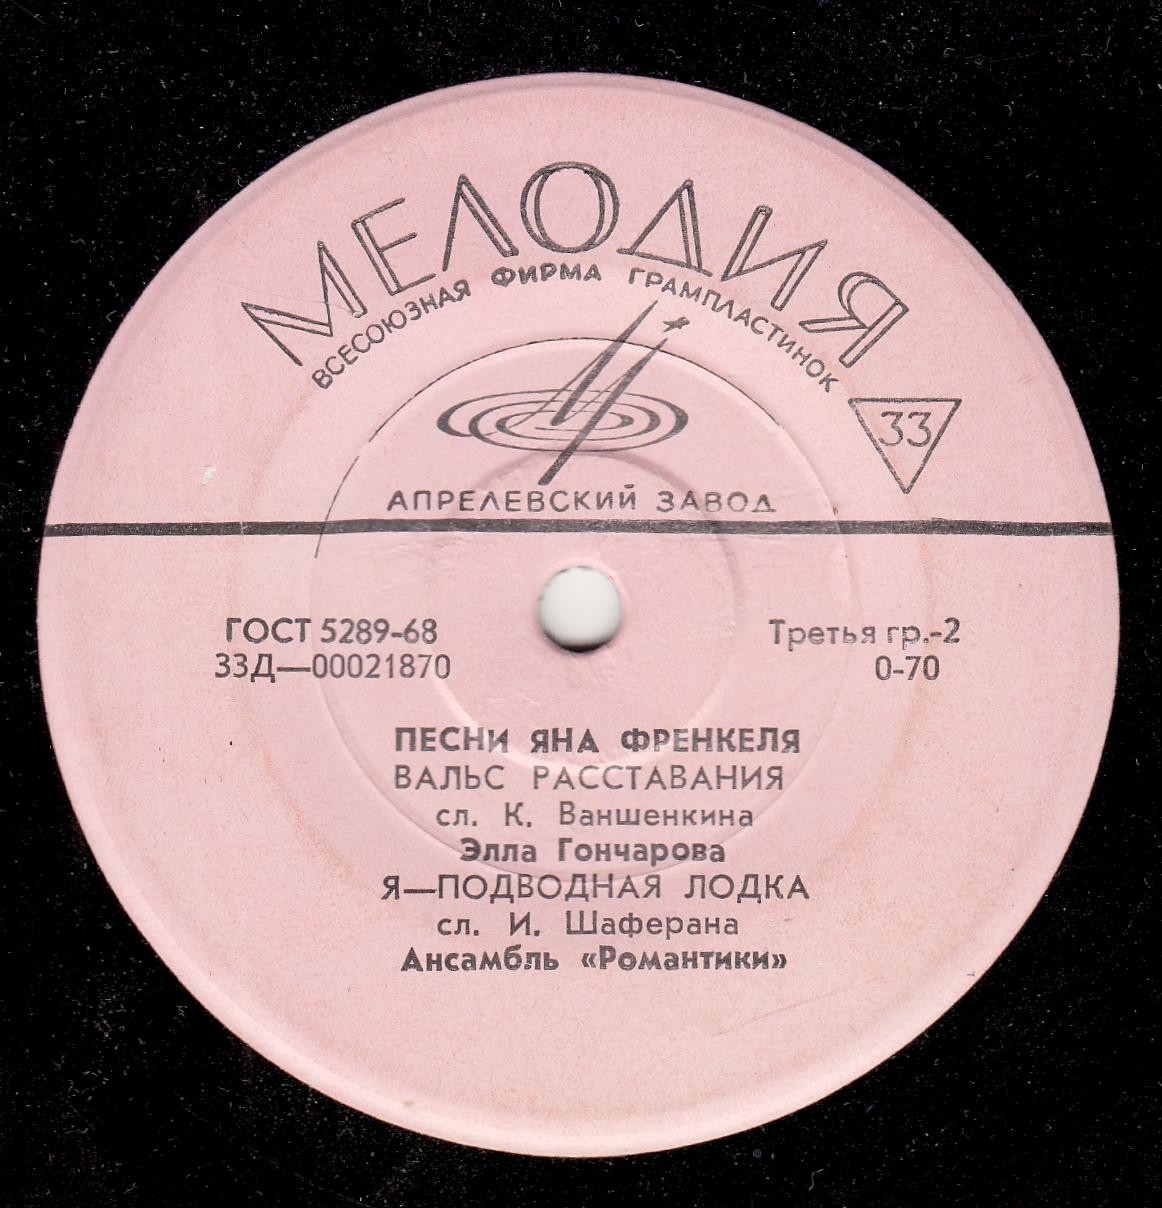 МЕЛОДИЯ
ВСЕСОЮЗНАЯ ФИРМА ГРАМПЛАСТИНОК
33
АПРЕЛЕВСКИЙ ЗАВОД
ГОСТ 5289-68
33Д—00021870
Третья гр.-2
0-70
ПЕСНИ ЯНА ФРЕНКЕЛЯ
ВАЛЬС РАССТАВАНИЯ
сл. К. Ваншенкина
Элла Гончарова
Я—ПОДВОДНАЯ ЛОДКА
сл. И. Шаферана
Ансамбль «Романтики»